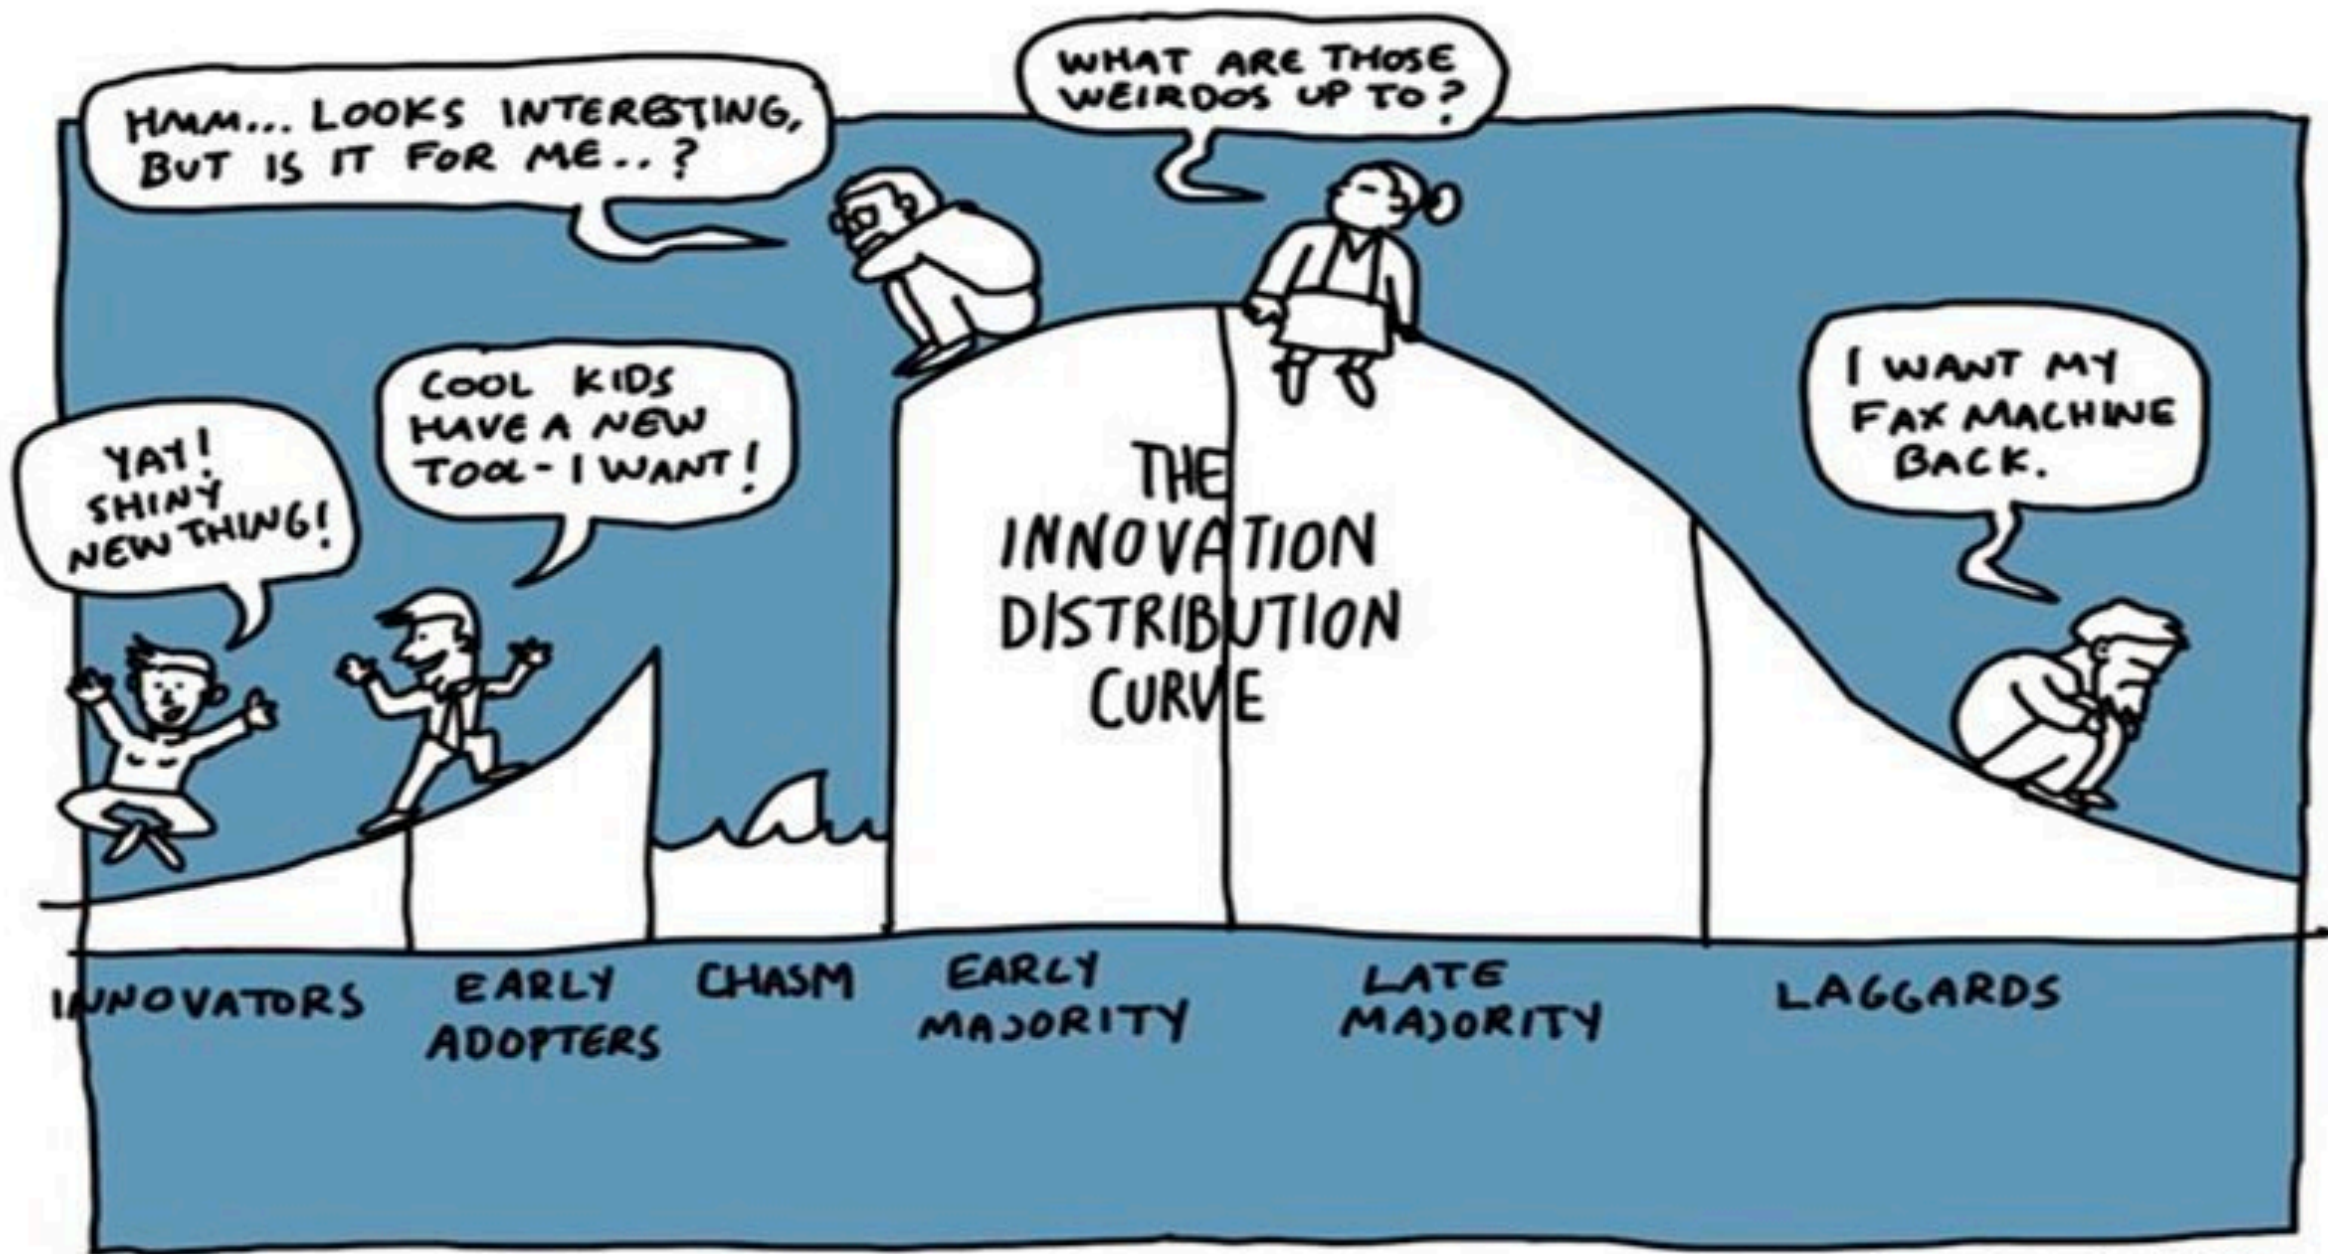 HMM... LOOKS INTERESTING,
BUT IS IT FOR ME..?
WHAT ARE THOSE
WEIRDOS UP TO?
YAY!
SHINY
NEW THING!
COOL KIDS
HAVE A NEW
TOOL - I WANT!
I WANT MY
FAX MACHINE
BACK.
THE
INNOVATION
DISTRIBUTION
CURVE
INNOVATORS
EARLY
ADOPTERS
CHASM
EARLY
MAJORITY
LATE
MAJORITY
LAGGARDS